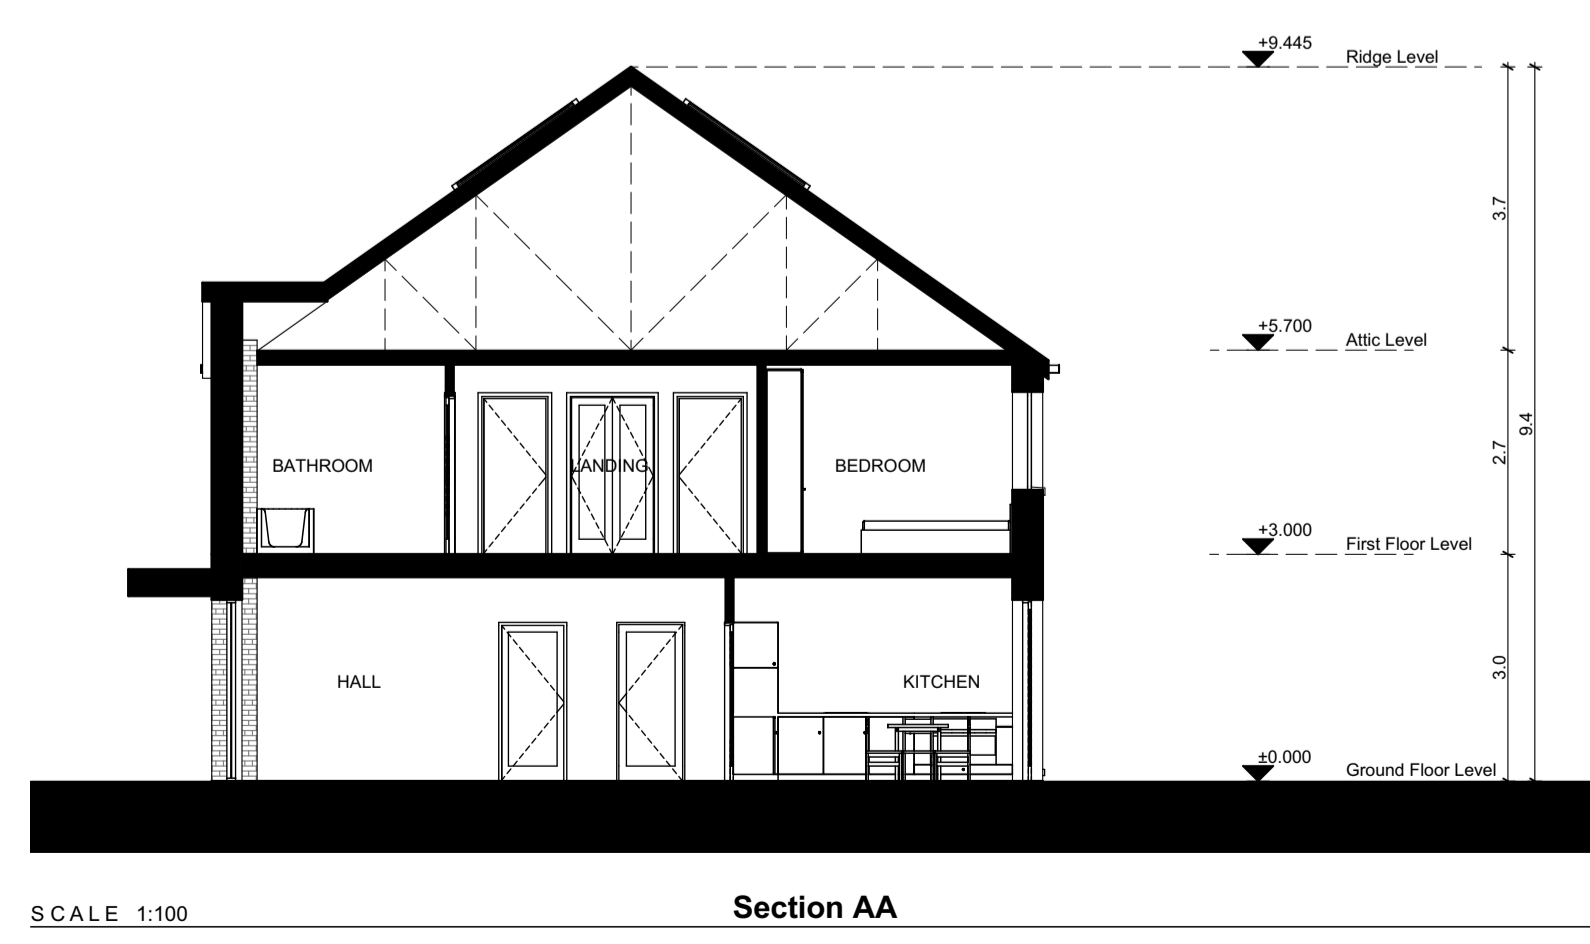 +9.445
Ridge Level
3.7
+5.700
Attic Level
9.4
2.7
BATHROOM
LANDING
BEDROOM
+3.000
First Floor Level
3.0
HALL
KITCHEN
±0.000
Ground Floor Level
SCALE 1:100
Section AA